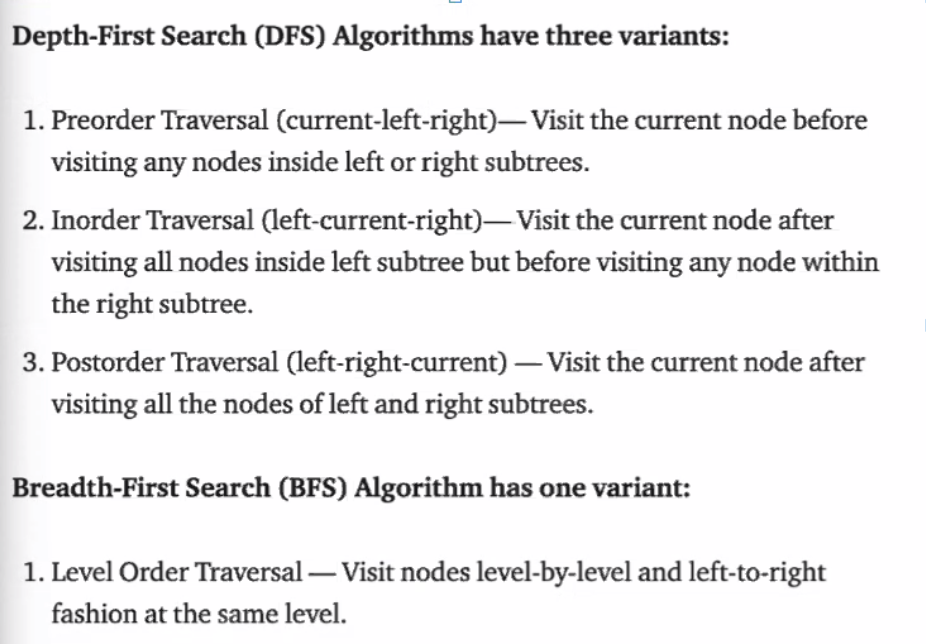 Depth-First Search (DFS) Algorithms have three variants:
1. Preorder Traversal (current-left-right)— Visit the current node before
visiting any nodes inside left or right subtrees.
2. Inorder Traversal (left-current-right)— Visit the current node after
visiting all nodes inside left subtree but before visiting any node within
the right subtree.
3. Postorder Traversal (left-right-current) — Visit the current node after
visiting all the nodes of left and right subtrees.
Breadth-First Search (BFS) Algorithm has one variant:
1. Level Order Traversal — Visit nodes level-by-level and left-to-right
fashion at the same level.